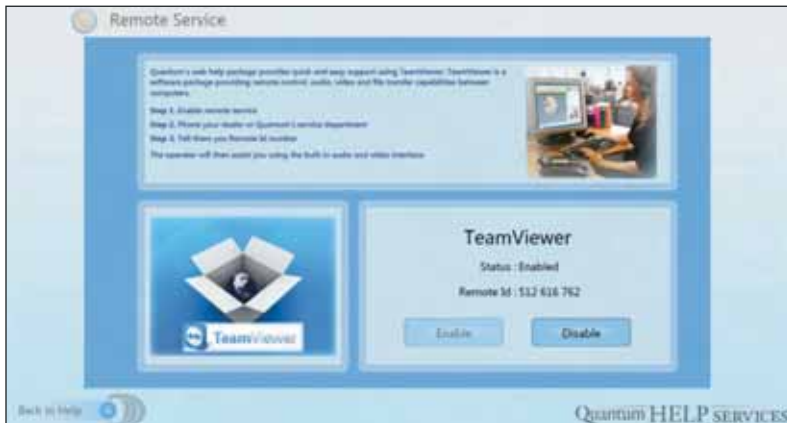 Remote Service
Quantum's web help package provides quick and easy support using TeamViewer. TeamViewer is a
software package providing remote control, audio, video and file transfer capabilities between
computers.
Step 1. Enable remote service
Step 2. Phone your dealer or Quantum's service department
Step 3. Tell them you Remote Id number
The operator will then assist you using the built-in audio and video interface
TeamViewer
Status : Enabled
Remote Id : 512 616 762
Enable
Disable
TeamViewer
Back to Help
Quantum HELP SERVICES